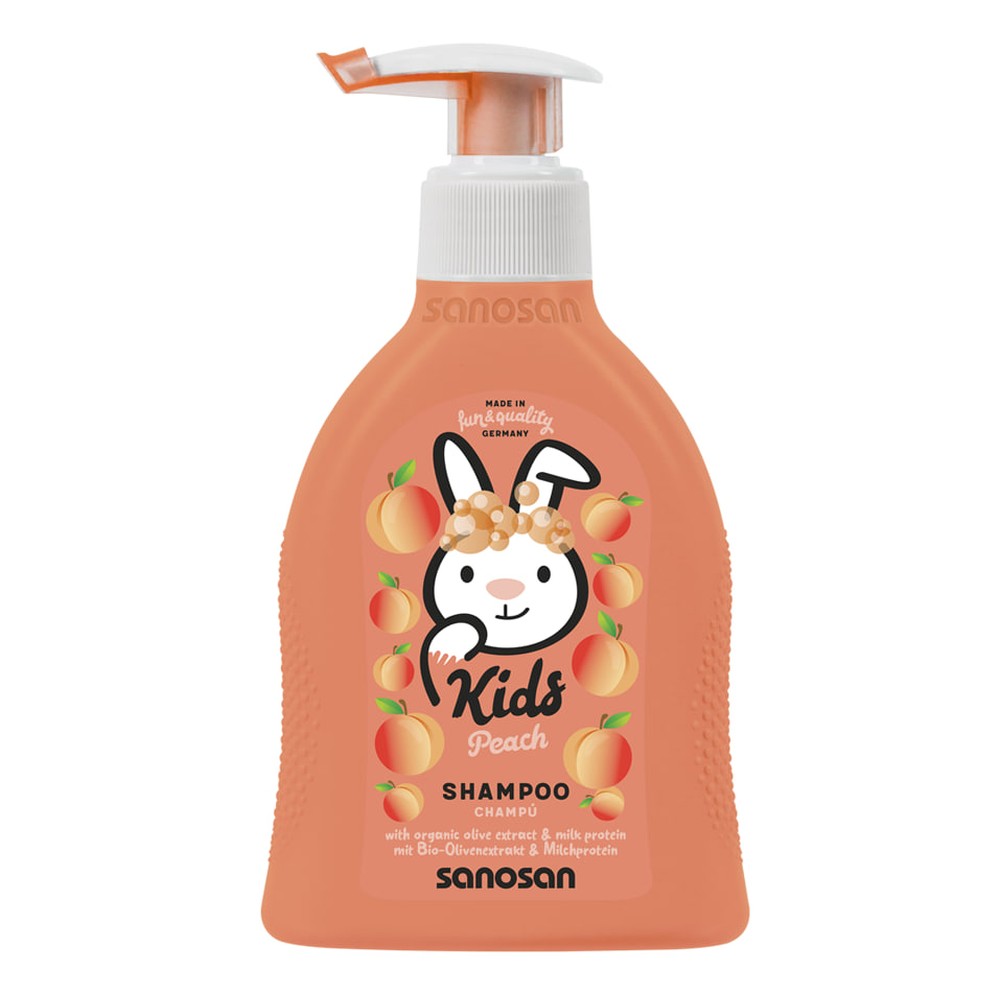 sanosan
MADE IN
fun&quality
GERMANY
Kids
Peach
SHAMPOO
CHAMPÚ
with organic olive extract & milk protein
mit Bio-Olivenextrakt & Milchprotein
sanosan